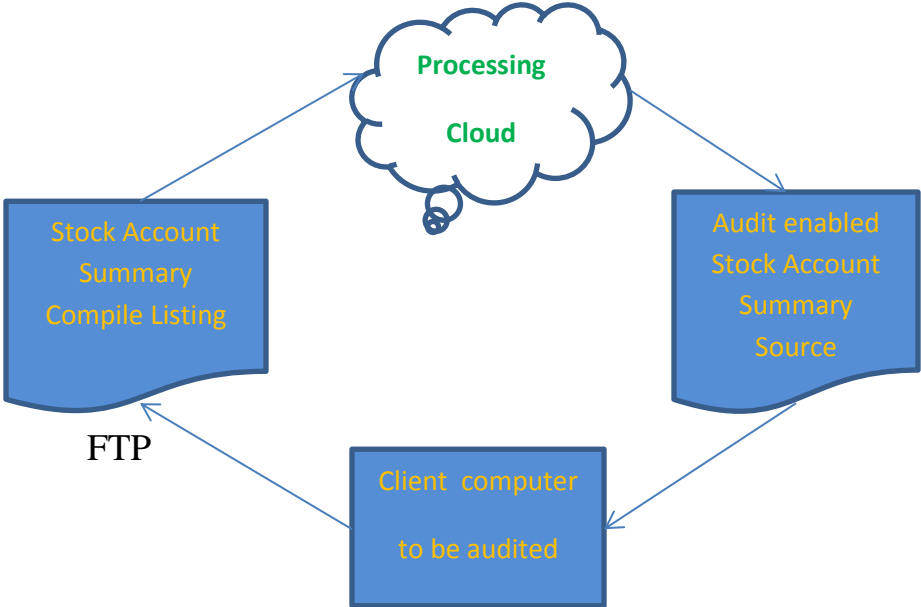 Processing
Cloud
Stock Account
Summary
Compile Listing
Audit enabled
Stock Account
Summary
Source
FTP
Client computer
to be audited